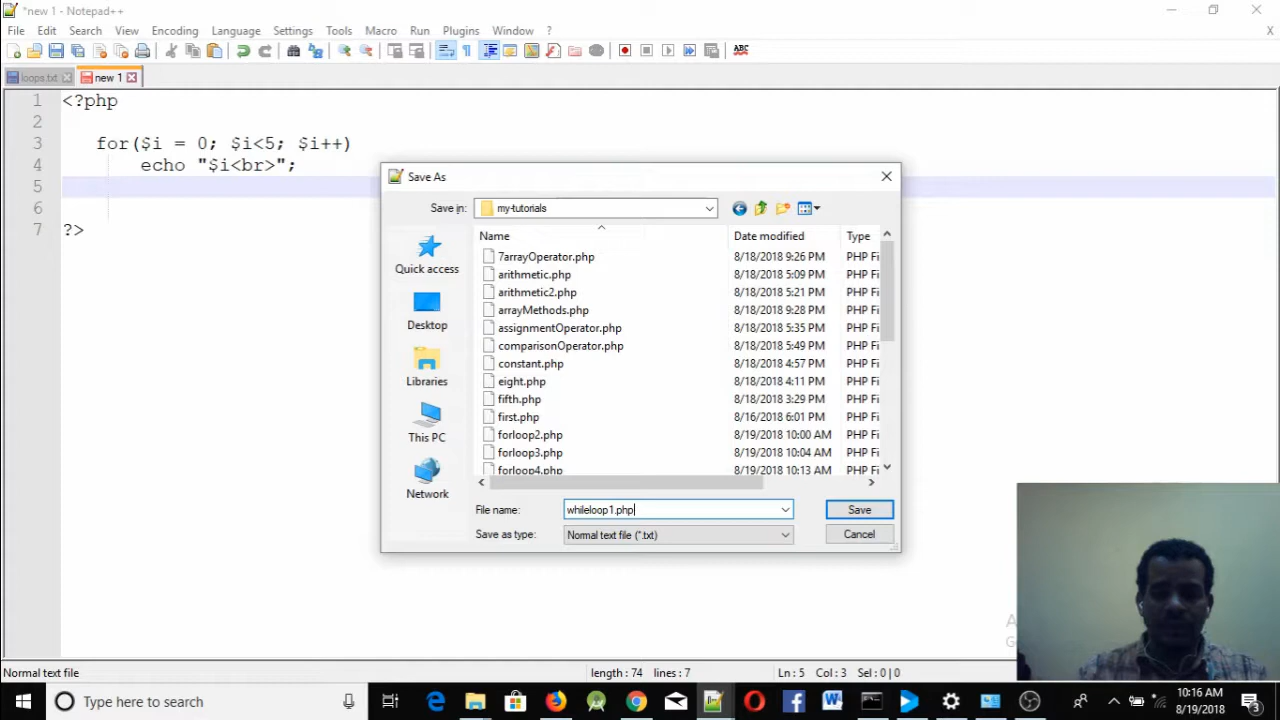 *new 1 - Notepad++
File Edit Search View Encoding Language Settings Tools Macro Run Plugins Window ? X
ABC
loops.txt new 1
1 <?php
2
3 for($i = 0; $i<5; $i++)
4 echo "$i<br>";
5
6
7 ?>
Save As
Save in: my-tutorials
Name Date modified Type
7arrayOperator.php 8/18/2018 9:26 PM PHP Fi
arithmetic.php 8/18/2018 5:09 PM PHP Fi
arithmetic2.php 8/18/2018 5:21 PM PHP Fi
arrayMethods.php 8/18/2018 9:28 PM PHP Fi
assignmentOperator.php 8/18/2018 5:35 PM PHP Fi
comparisonOperator.php 8/18/2018 5:49 PM PHP Fi
constant.php 8/18/2018 4:57 PM PHP Fi
eight.php 8/18/2018 4:11 PM PHP Fi
fifth.php 8/18/2018 3:29 PM PHP Fi
first.php 8/16/2018 6:01 PM PHP Fi
forloop2.php 8/19/2018 10:00 AM PHP Fi
forloop3.php 8/19/2018 10:04 AM PHP Fi
forloop4.php 8/19/2018 10:13 AM PHP Fi
Quick access
Desktop
Libraries
This PC
Network
File name: whileloop1.php Save
Save as type: Normal text file (*.txt) Cancel
Normal text file length : 74 lines : 7 Ln : 5 Col : 3 Sel : 0 | 0
Type here to search
10:16 AM
8/19/2018
3